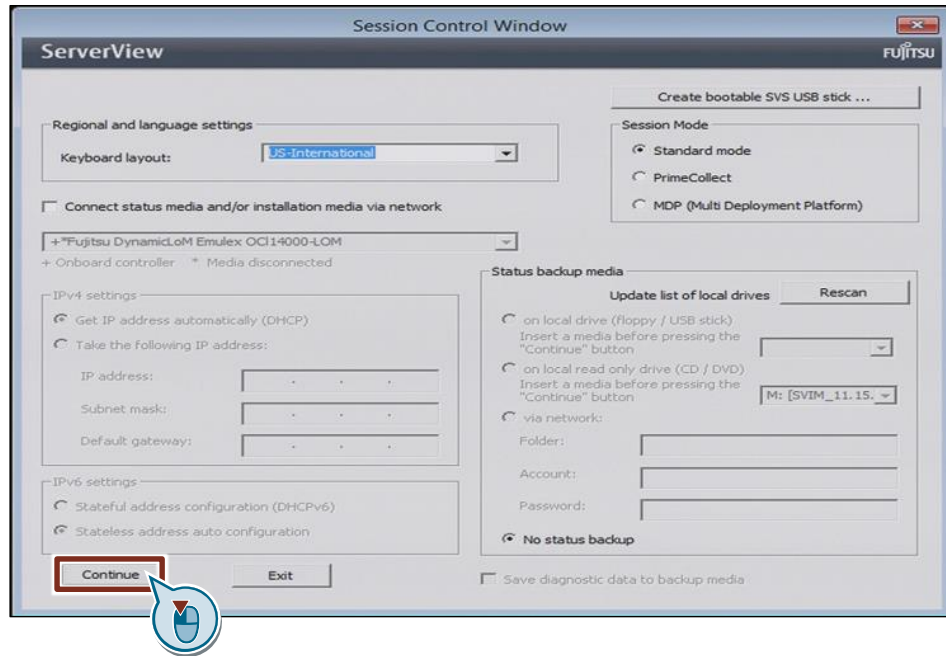 Session Control Window
ServerView
FUJITSU
Create bootable SVS USB stick ...
Regional and language settings
Keyboard layout:
US-International
Session Mode
Standard mode
PrimeCollect
MDP (Multi Deployment Platform)
Connect status media and/or installation media via network
+*Fujitsu DynamicLoM Emulex OCl14000-LOM
+ Onboard controller * Media disconnected
IPv4 settings
Get IP address automatically (DHCP)
Take the following IP address:
IP address:
. . .
Subnet mask:
. . .
Default gateway:
. . .
IPv6 settings
Stateful address configuration (DHCPv6)
Stateless address auto configuration
Status backup media
Update list of local drives
Rescan
on local drive (floppy / USB stick)
Insert a media before pressing the
"Continue" button
on local read only drive (CD / DVD)
Insert a media before pressing the
"Continue" button
M: [SVIM_11.15.
via network:
Folder:
Account:
Password:
No status backup
Save diagnostic data to backup media
Continue
Exit